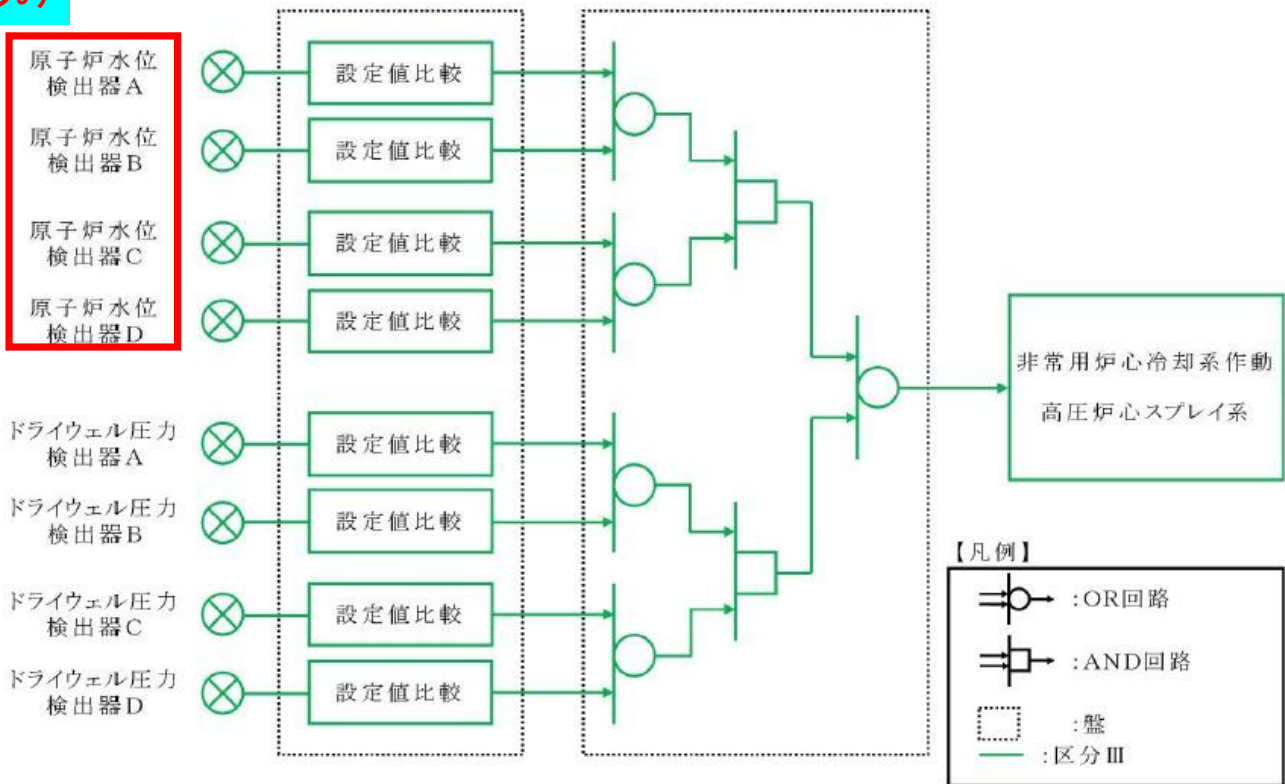 原子炉水位
検出器A
設定値比較
原子炉水位
検出器B
設定値比較
原子炉水位
検出器C
設定値比較
原子炉水位
検出器D
設定値比較
非常用炉心冷却系作動
高圧炉心スプレイ系
ドライウェル圧力
検出器A
設定値比較
ドライウェル圧力
検出器B
設定値比較
ドライウェル圧力
検出器C
設定値比較
ドライウェル圧力
検出器D
設定値比較
【凡例】
:OR回路
:AND回路
:盤
:区分Ⅲ